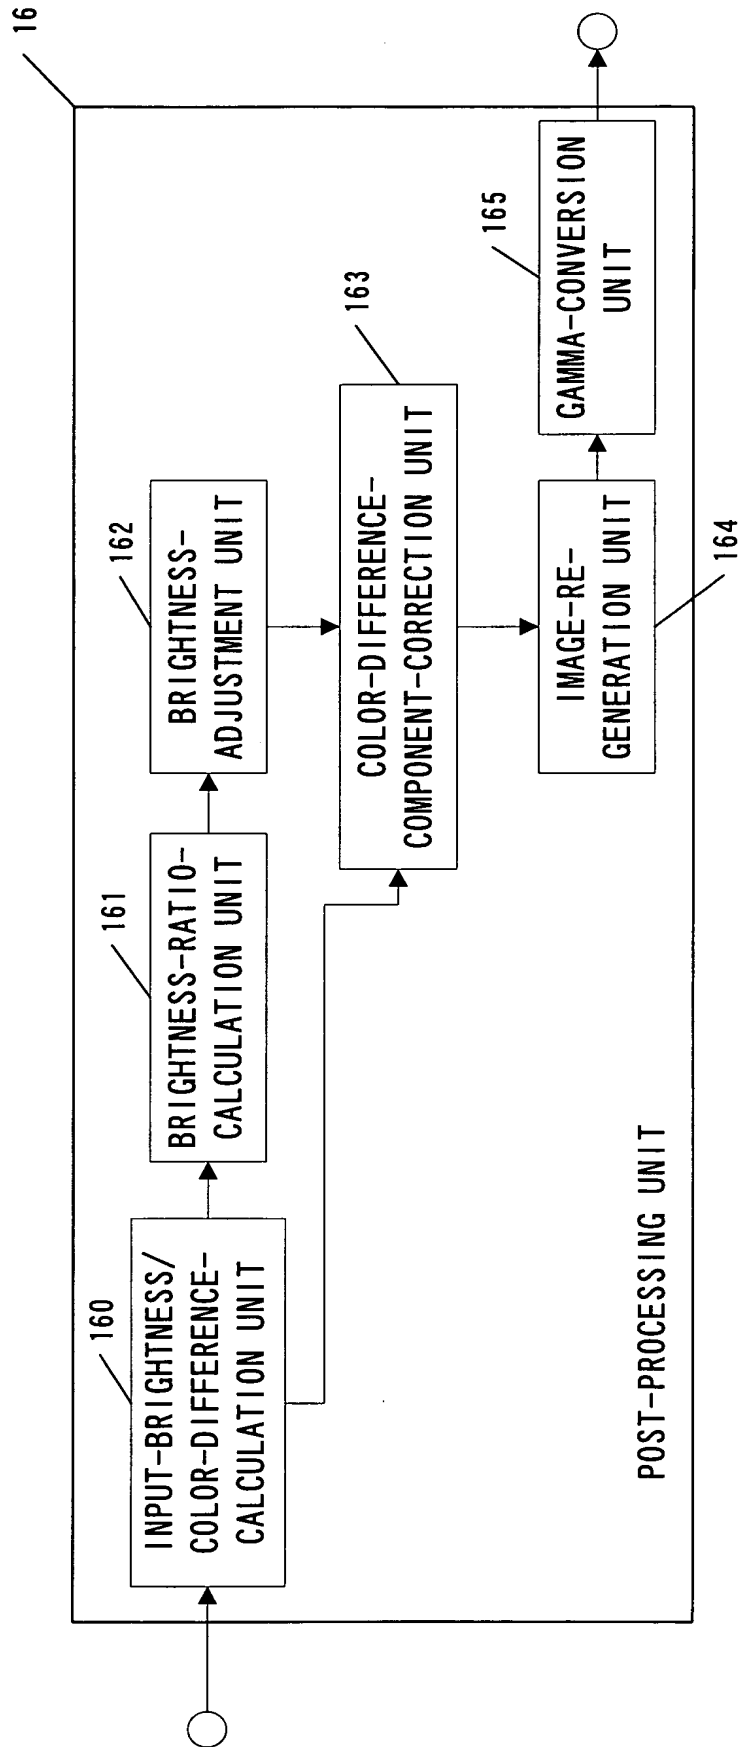 16
160
INPUT-BRIGHTNESS/
COLOR-DIFFERENCE-
CALCULATION UNIT
161
BRIGHTNESS-RATIO-
CALCULATION UNIT
162
BRIGHTNESS-
ADJUSTMENT UNIT
163
COLOR-DIFFERENCE-
COMPONENT-CORRECTION UNIT
IMAGE-RE-
GENERATION UNIT
164
165
GAMMA-CONVERSION
UNIT
POST-PROCESSING UNIT